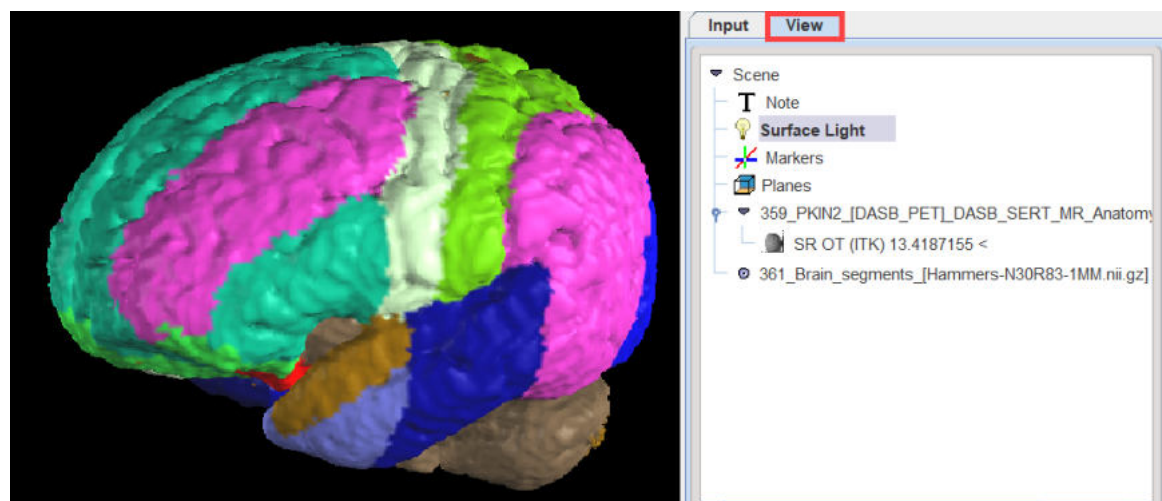 Input View
Scene
T Note
Surface Light
Markers
Planes
359_PKIN2_[DASB_PET]_DASB_SERT_MR_Anatomy
SR OT (ITK) 13.4187155 <
361_Brain_segments_[Hammers-N30R83-1MM.nii.gz]